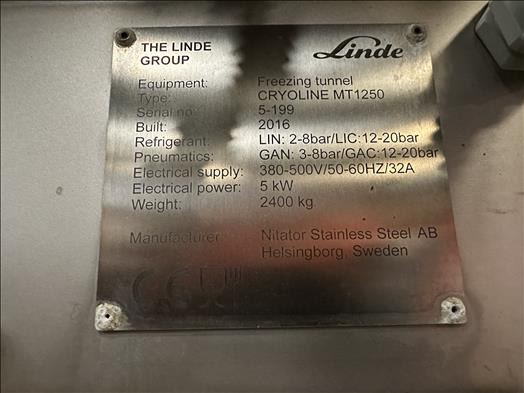 THE LINDE
GROUP
Linde
Equipment: Freezing tunnel
Type: CRYOLINE MT1250
Serial no: 5-199
Built: 2016
Refrigerant: LIN: 2-8bar/LIC:12-20bar
Pneumatics: GAN: 3-8bar/GAC:12-20bar
Electrical supply: 380-500V/50-60HZ/32A
Electrical power: 5 kW
Weight: 2400 kg
Manufacturer Nitator Stainless Steel AB
Helsingborg, Sweden
CE